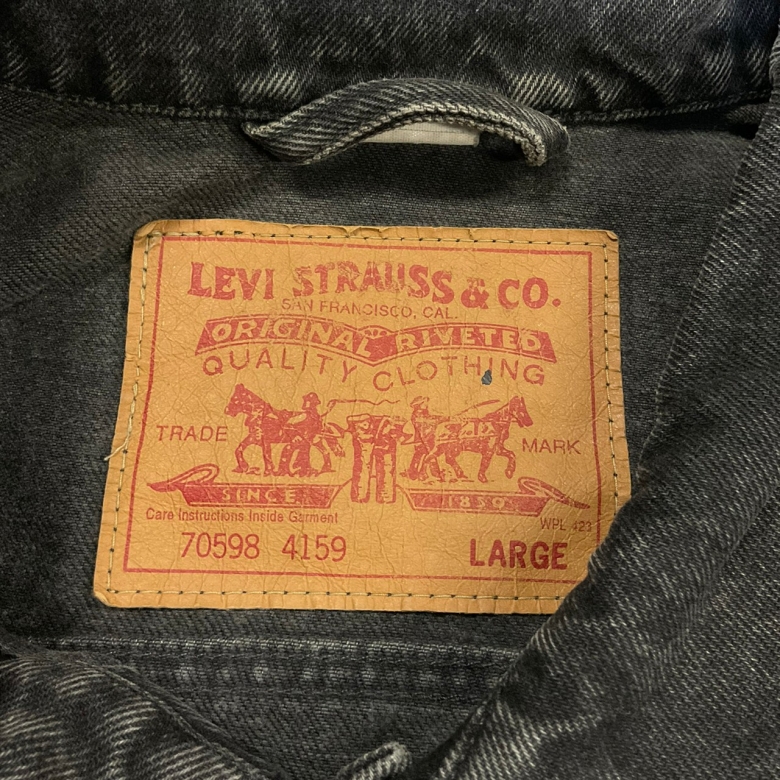 LEVI STRAUSS & CO.
SAN FRANCISCO, CAL.
ORIGINAL RIVETED
QUALITY CLOTHING
TRADE MARK
SINCE 1850
Care Instructions Inside Garment
WPL 423
70598 4159 LARGE